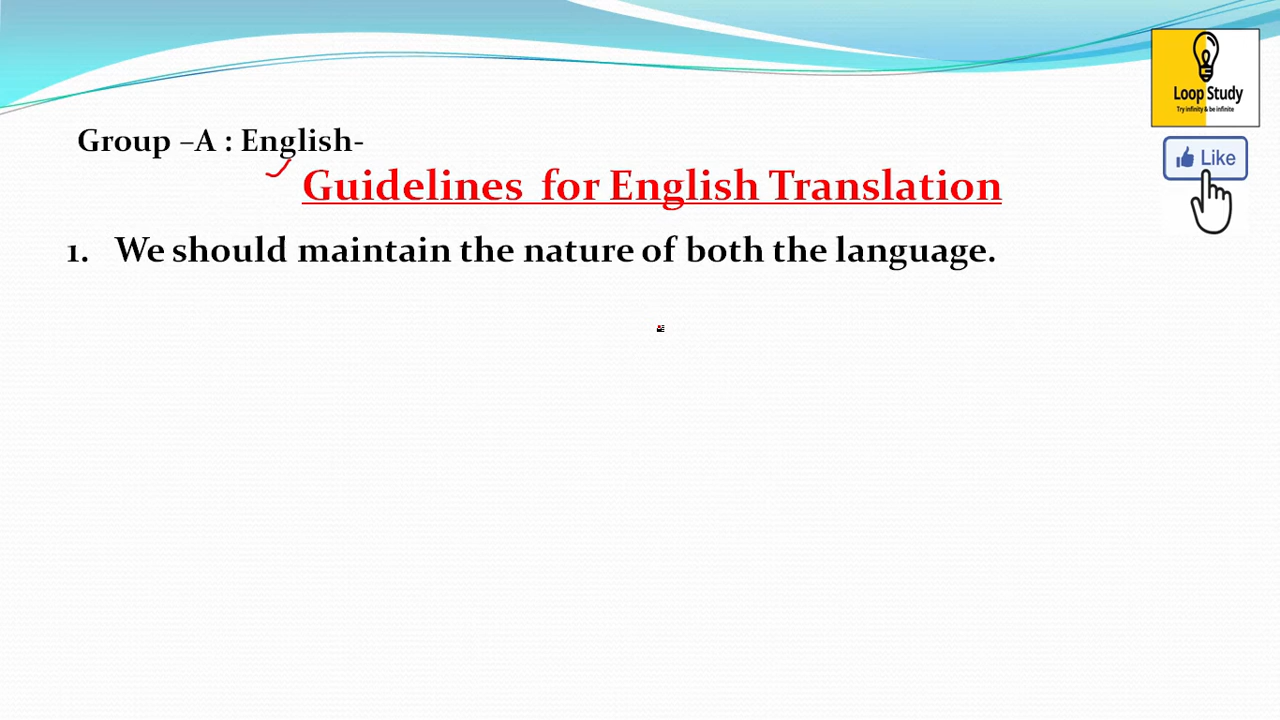 Loop Study
Try infinity & be infinite
Group –A : English-
Like
Guidelines for English Translation
1. We should maintain the nature of both the language.